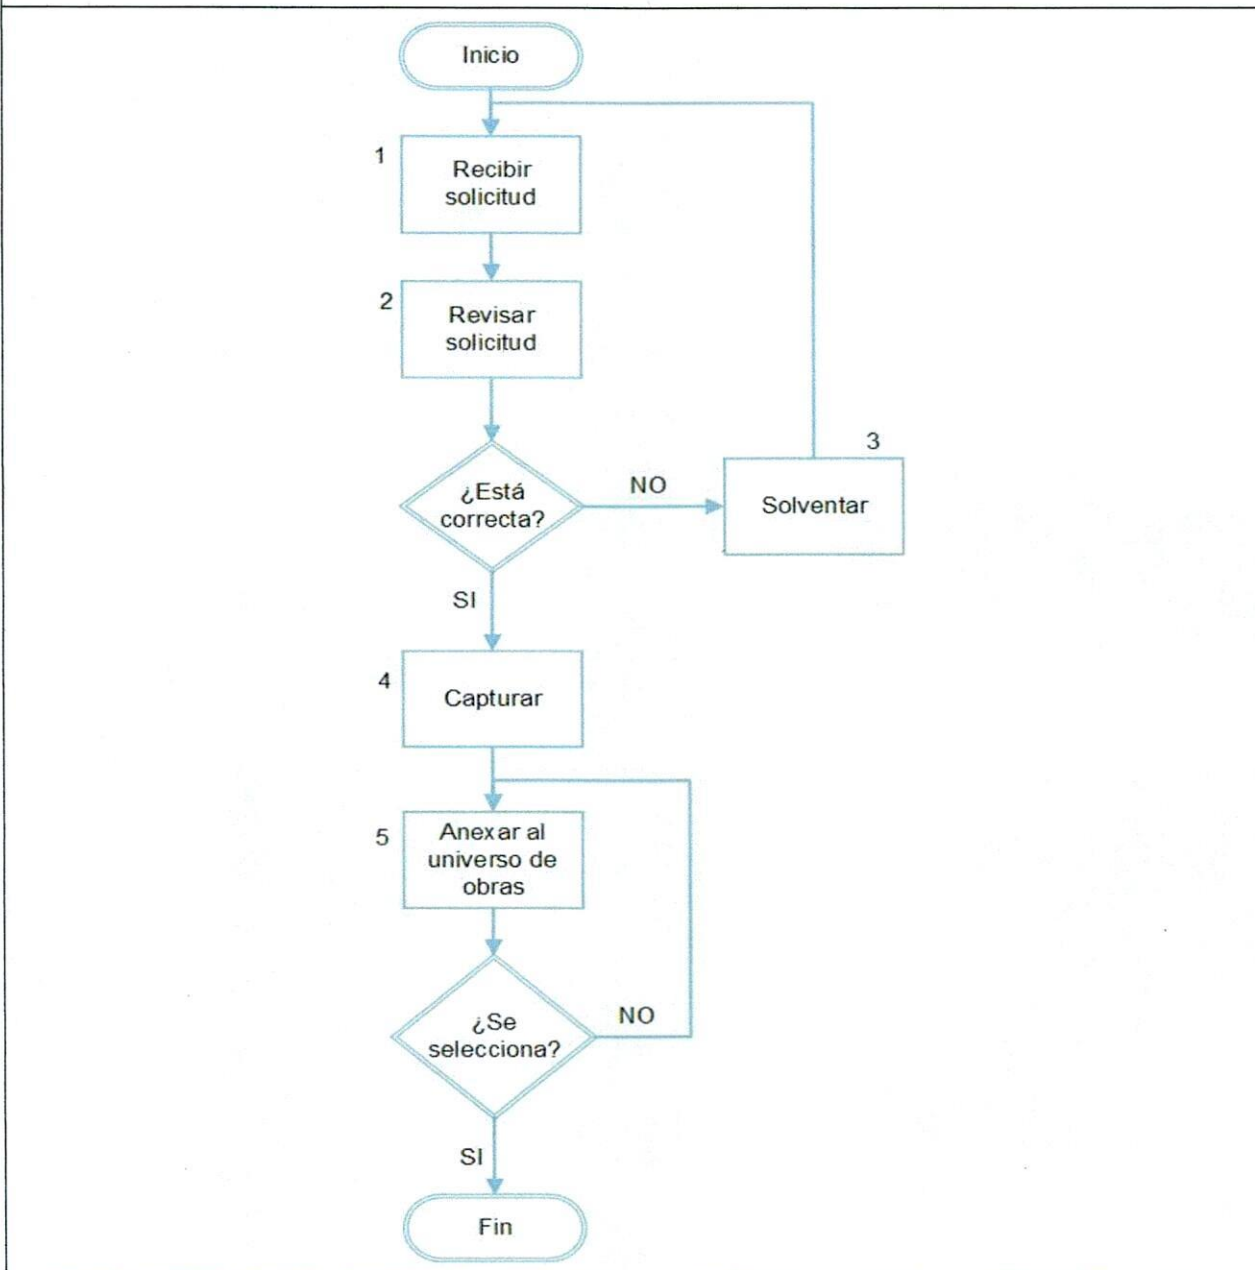 Inicio
1
Recibir
solicitud
2
Revisar
solicitud
¿Está
correcta?
NO
3
Solventar
SI
4
Capturar
5
Anexar al
universo de
obras
¿Se
selecciona?
NO
SI
Fin